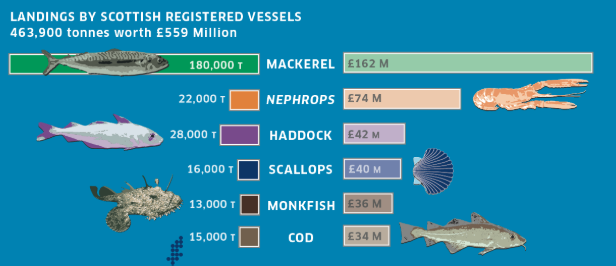 LANDINGS BY SCOTTISH REGISTERED VESSELS
463,900 tonnes worth £559 Million
180,000 T MACKEREL £162 M
22,000 T NEPHROPS £74 M
28,000 T HADDOCK £42 M
16,000 T SCALLOPS £40 M
13,000 T MONKFISH £36 M
15,000 T COD £34 M